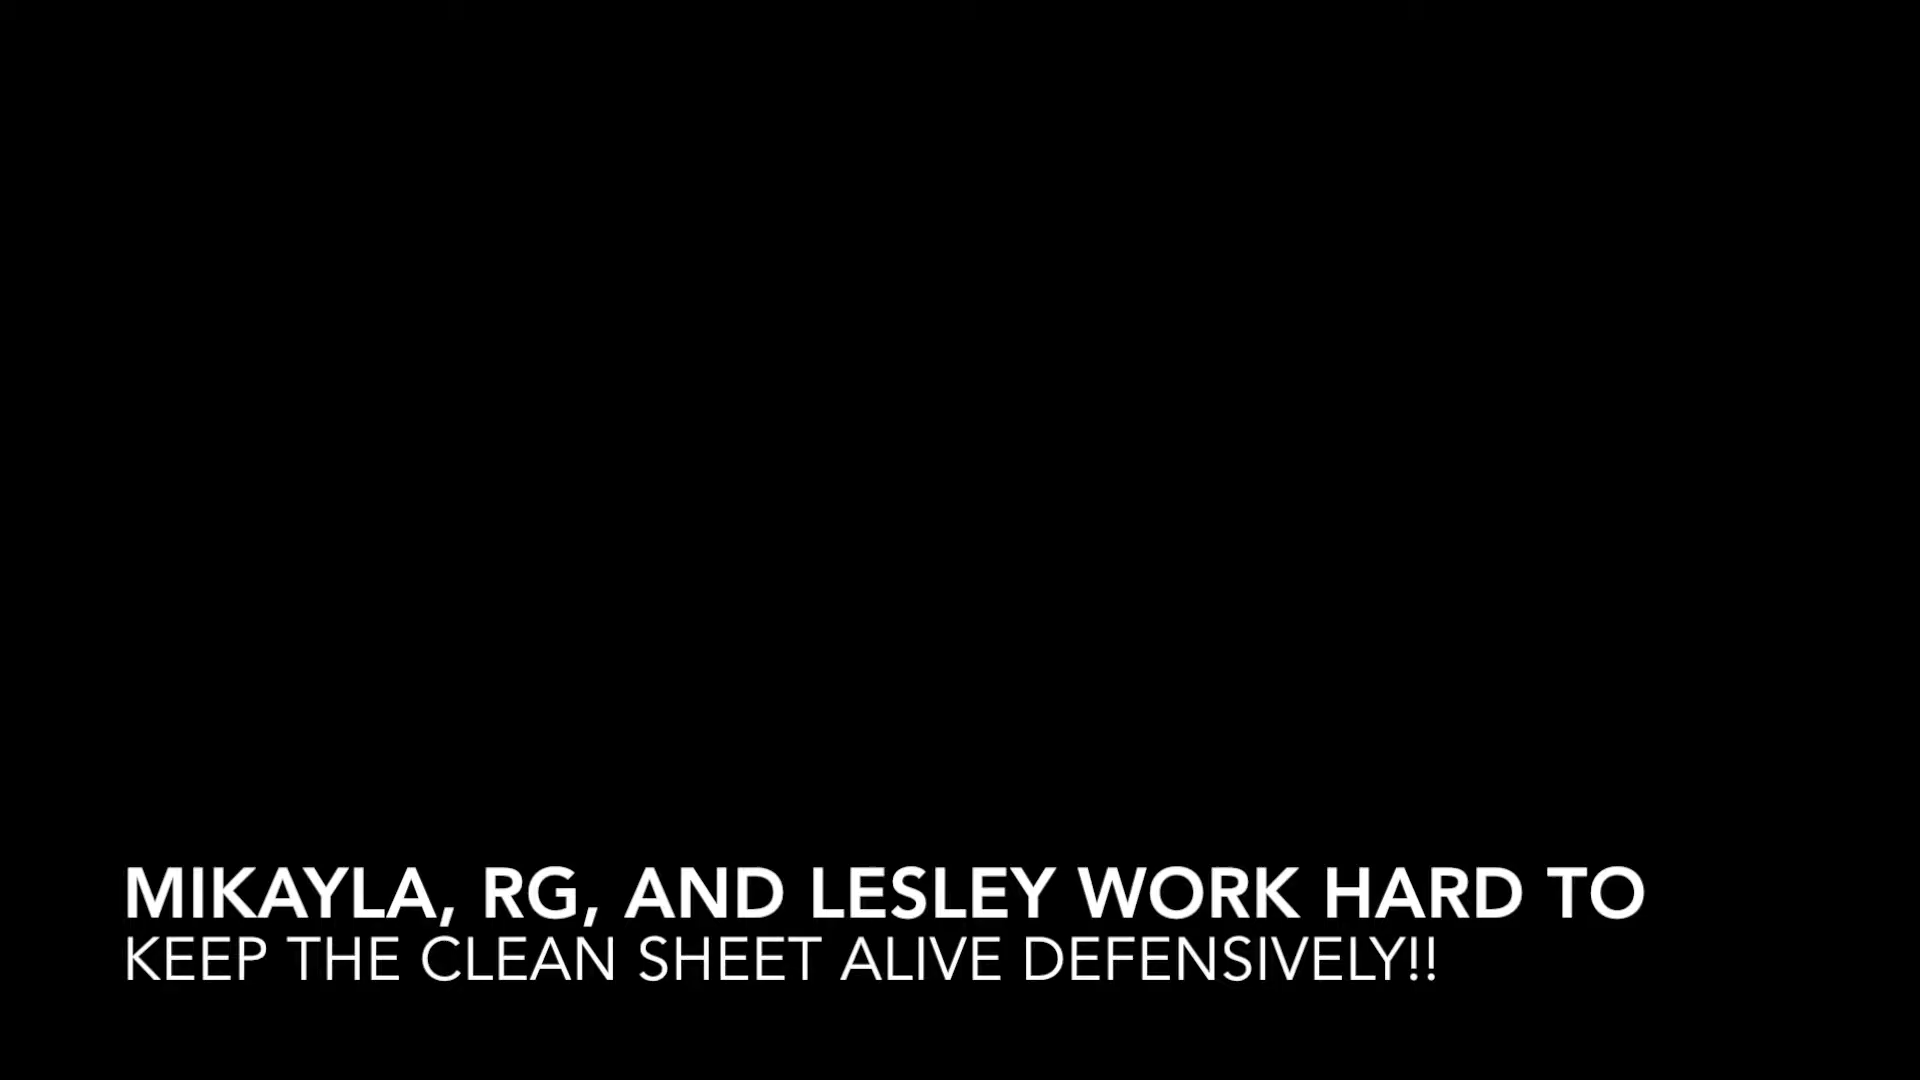 MIKAYLA, RG, AND LESLEY WORK HARD TO
KEEP THE CLEAN SHEET ALIVE DEFENSIVELY!!